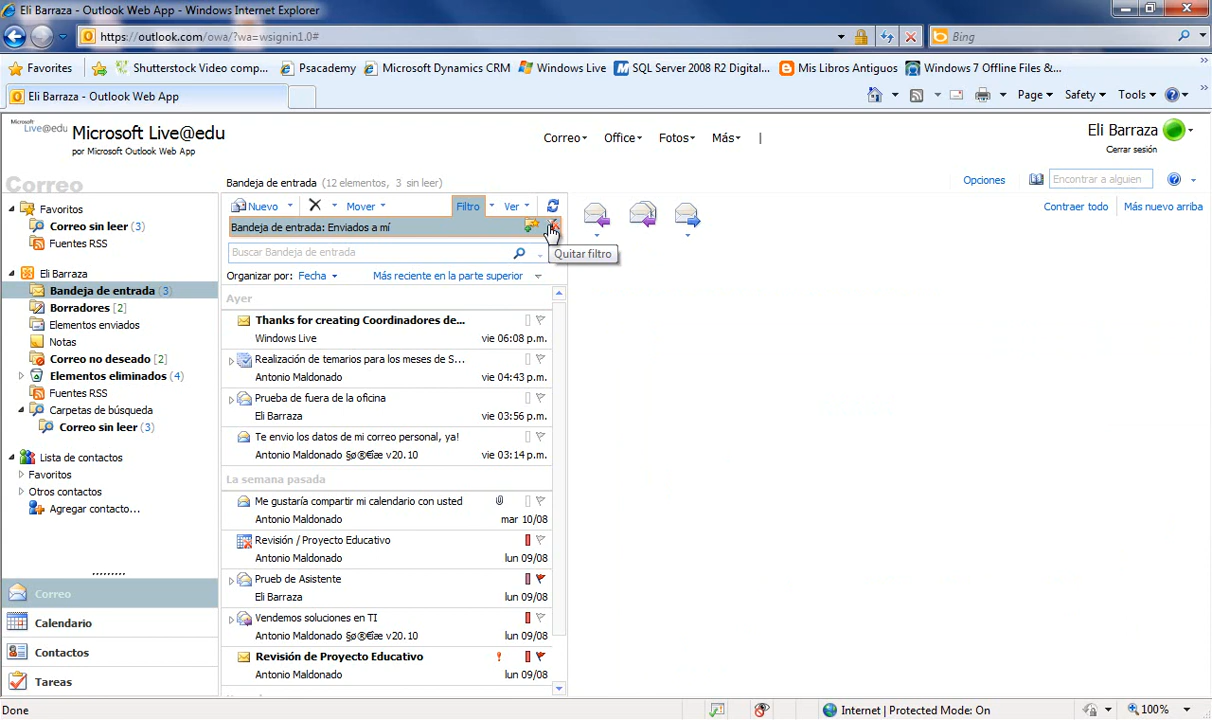 Eli Barraza - Outlook Web App - Windows Internet Explorer
https://outlook.com/owa/?wa=wsignin1.0#
Bing
Favorites
Shutterstock Video comp...
Psacademy
Microsoft Dynamics CRM
Windows Live
SQL Server 2008 R2 Digital...
Mis Libros Antiguos
Windows 7 Offline Files &...
Eli Barraza - Outlook Web App
Page
Safety
Tools
Microsoft
Live@edu
Microsoft Live@edu
por Microsoft Outlook Web App
Correo
Office
Fotos
Más
|
Eli Barraza
Cerrar sesión
Correo
Bandeja de entrada (12 elementos, 3 sin leer)
Opciones
Encontrar a alguien
Favoritos
Correo sin leer (3)
Fuentes RSS
Eli Barraza
Bandeja de entrada (3)
Borradores [2]
Elementos enviados
Notas
Correo no deseado [2]
Elementos eliminados (4)
Fuentes RSS
Carpetas de búsqueda
Correo sin leer (3)
Lista de contactos
Favoritos
Otros contactos
Agregar contacto...
Correo
Calendario
Contactos
Tareas
Nuevo
Mover
Filtro
Ver
Bandeja de entrada: Enviados a mí
Quitar filtro
Buscar Bandeja de entrada
Organizar por: Fecha
Más reciente en la parte superior
Ayer
Thanks for creating Coordinadores de...
Windows Live vie 06:08 p.m.
Realización de temarios para los meses de S...
Antonio Maldonado vie 04:43 p.m.
Prueba de fuera de la oficina
Eli Barraza vie 03:56 p.m.
Te envio los datos de mi correo personal, ya!
Antonio Maldonado §ø®©íæ v20.10 vie 03:14 p.m.
La semana pasada
Me gustaría compartir mi calendario con usted
Antonio Maldonado mar 10/08
Revisión / Proyecto Educativo
Antonio Maldonado lun 09/08
Prueb de Asistente
Eli Barraza lun 09/08
Vendemos soluciones en TI
Antonio Maldonado §ø®©íæ v20.10 lun 09/08
Revisión de Proyecto Educativo
Antonio Maldonado lun 09/08
Contraer todo
Más nuevo arriba
Done
Internet | Protected Mode: On
100%